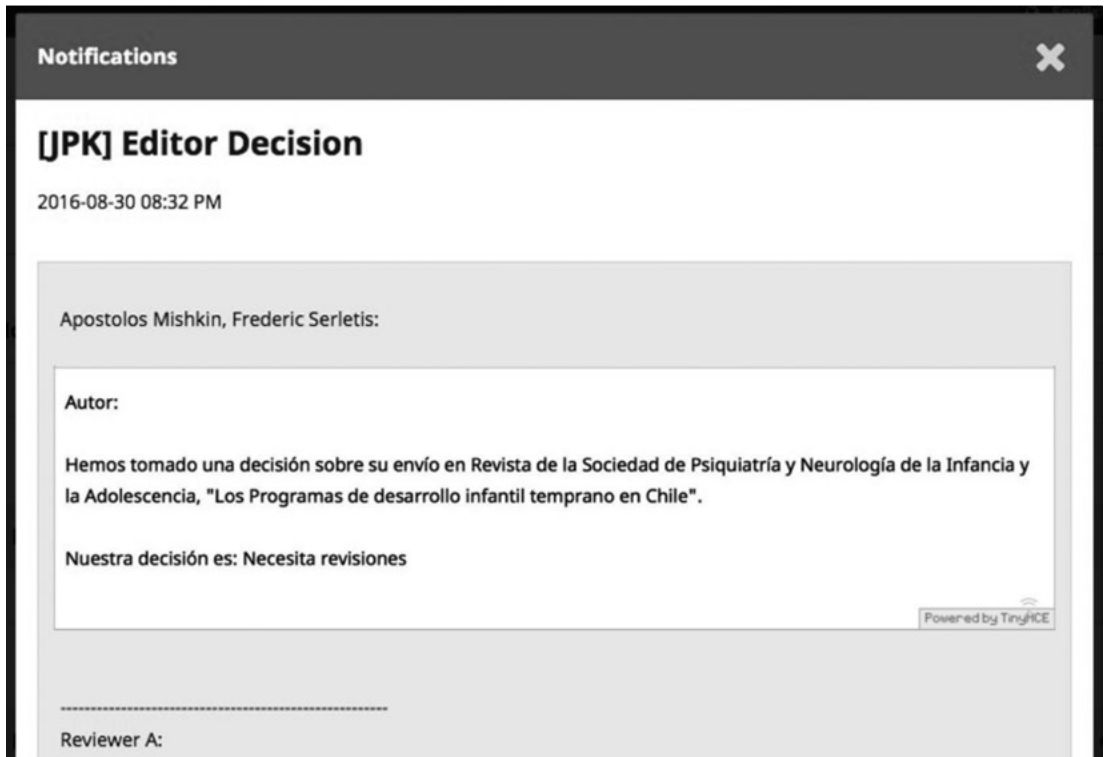 Notifications
[JPK] Editor Decision
2016-08-30 08:32 PM
Apostolos Mishkin, Frederic Serletis:
Autor:
Hemos tomado una decisión sobre su envío en Revista de la Sociedad de Psiquiatría y Neurología de la Infancia y
la Adolescencia, "Los Programas de desarrollo infantil temprano en Chile".
Nuestra decisión es: Necesita revisiones
Powered by TinyMCE
-------------------------------------------------------
Reviewer A: